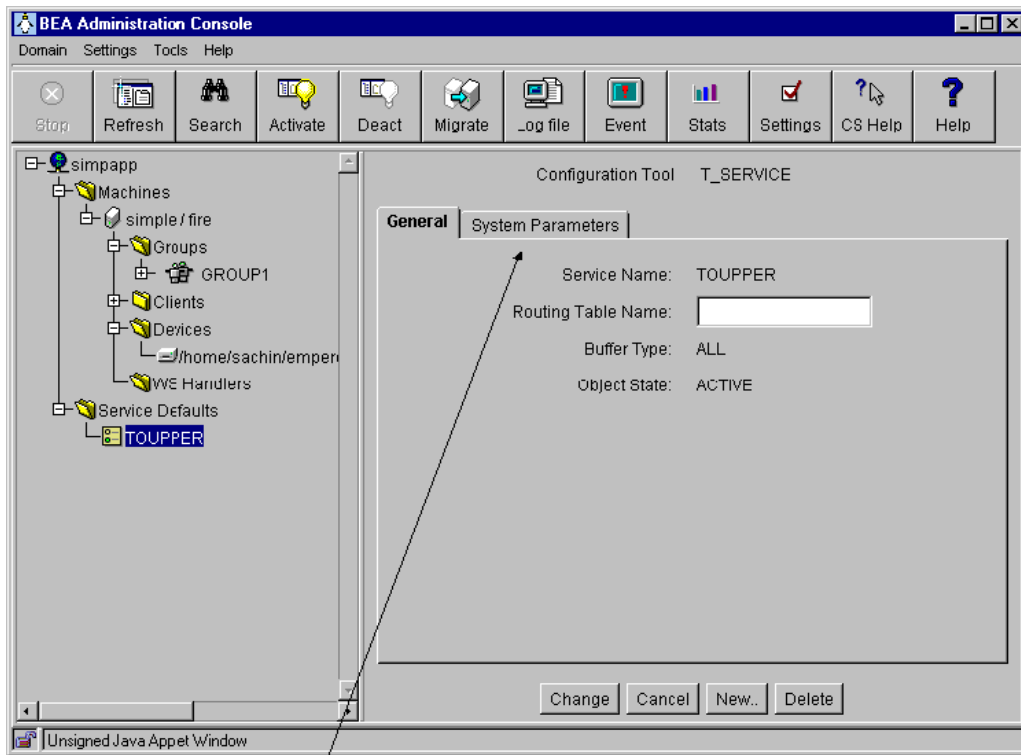 BEA Administration Console
Domain Settings Tocls Help
Stop Refresh Search Activate Deact Migrate _og file Event Stats Settings CS Help Help
simpapp
Machines
simple / fire
Groups
GROUP1
Clients
Devices
/home/sachin/emper
WS Handlers
Service Defaults
TOUPPER
Configuration Tool T_SERVICE
General System Parameters
Service Name: TOUPPER
Routing Table Name:
Buffer Type: ALL
Object State: ACTIVE
Change Cancel New.. Delete
Unsigned Java Appet Window